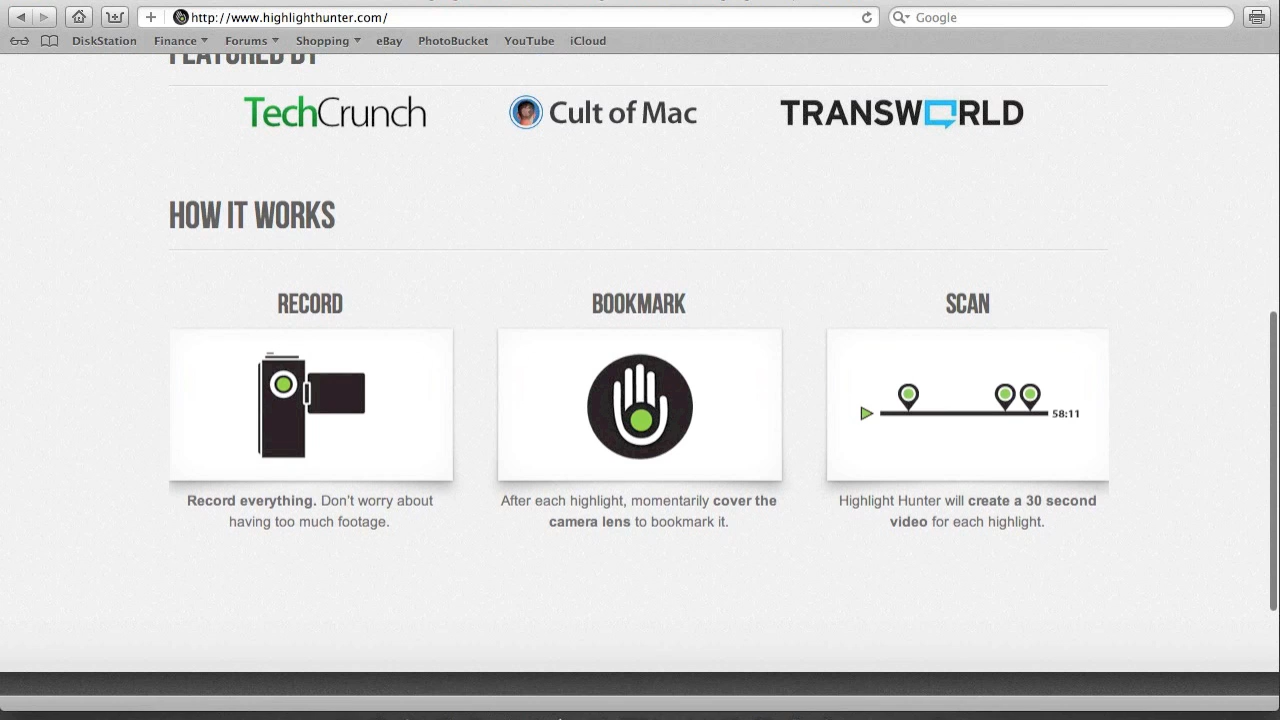 http://www.highlighthunter.com/
Google
DiskStation Finance Forums Shopping eBay PhotoBucket YouTube iCloud
FEATURED BY
TechCrunch Cult of Mac TRANSWORLD
HOW IT WORKS
RECORD BOOKMARK SCAN
58:11
Record everything. Don't worry about
having too much footage.
After each highlight, momentarily cover the
camera lens to bookmark it.
Highlight Hunter will create a 30 second
video for each highlight.